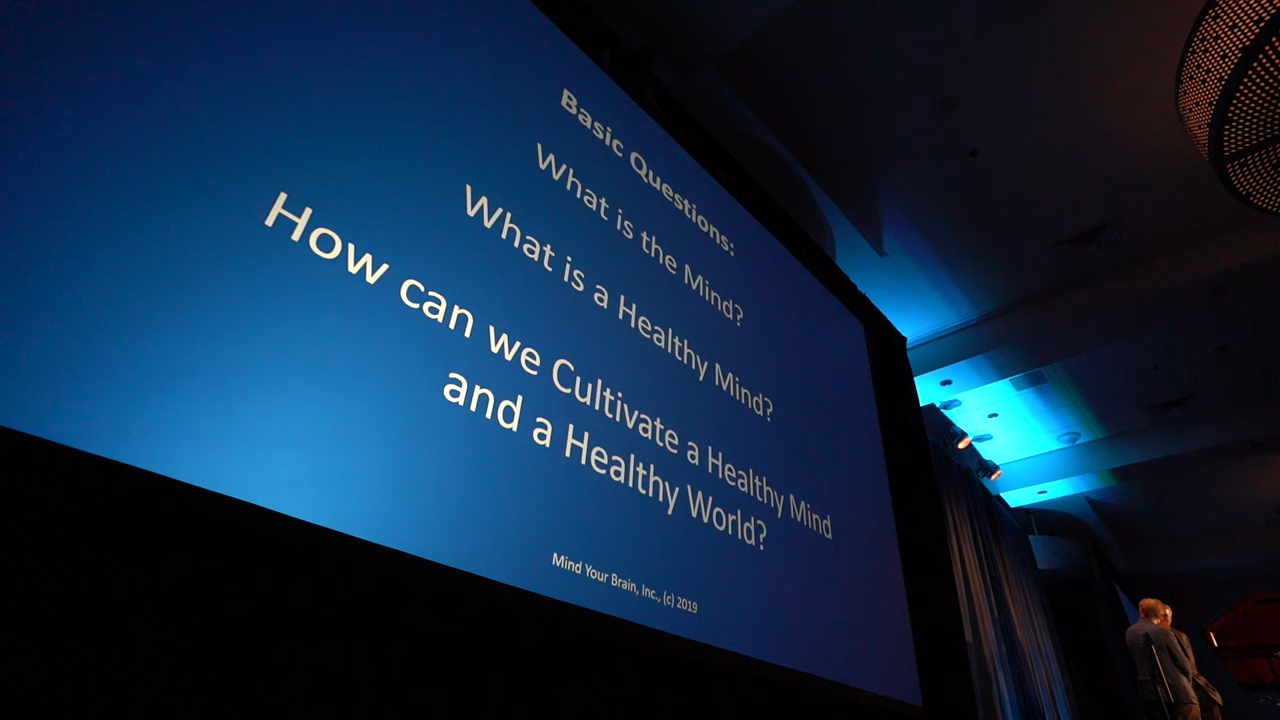 Basic Questions:
What is the Mind?
What is a Healthy Mind?
How can we Cultivate a Healthy Mind
and a Healthy World?
Mind Your Brain, Inc., (c) 2019